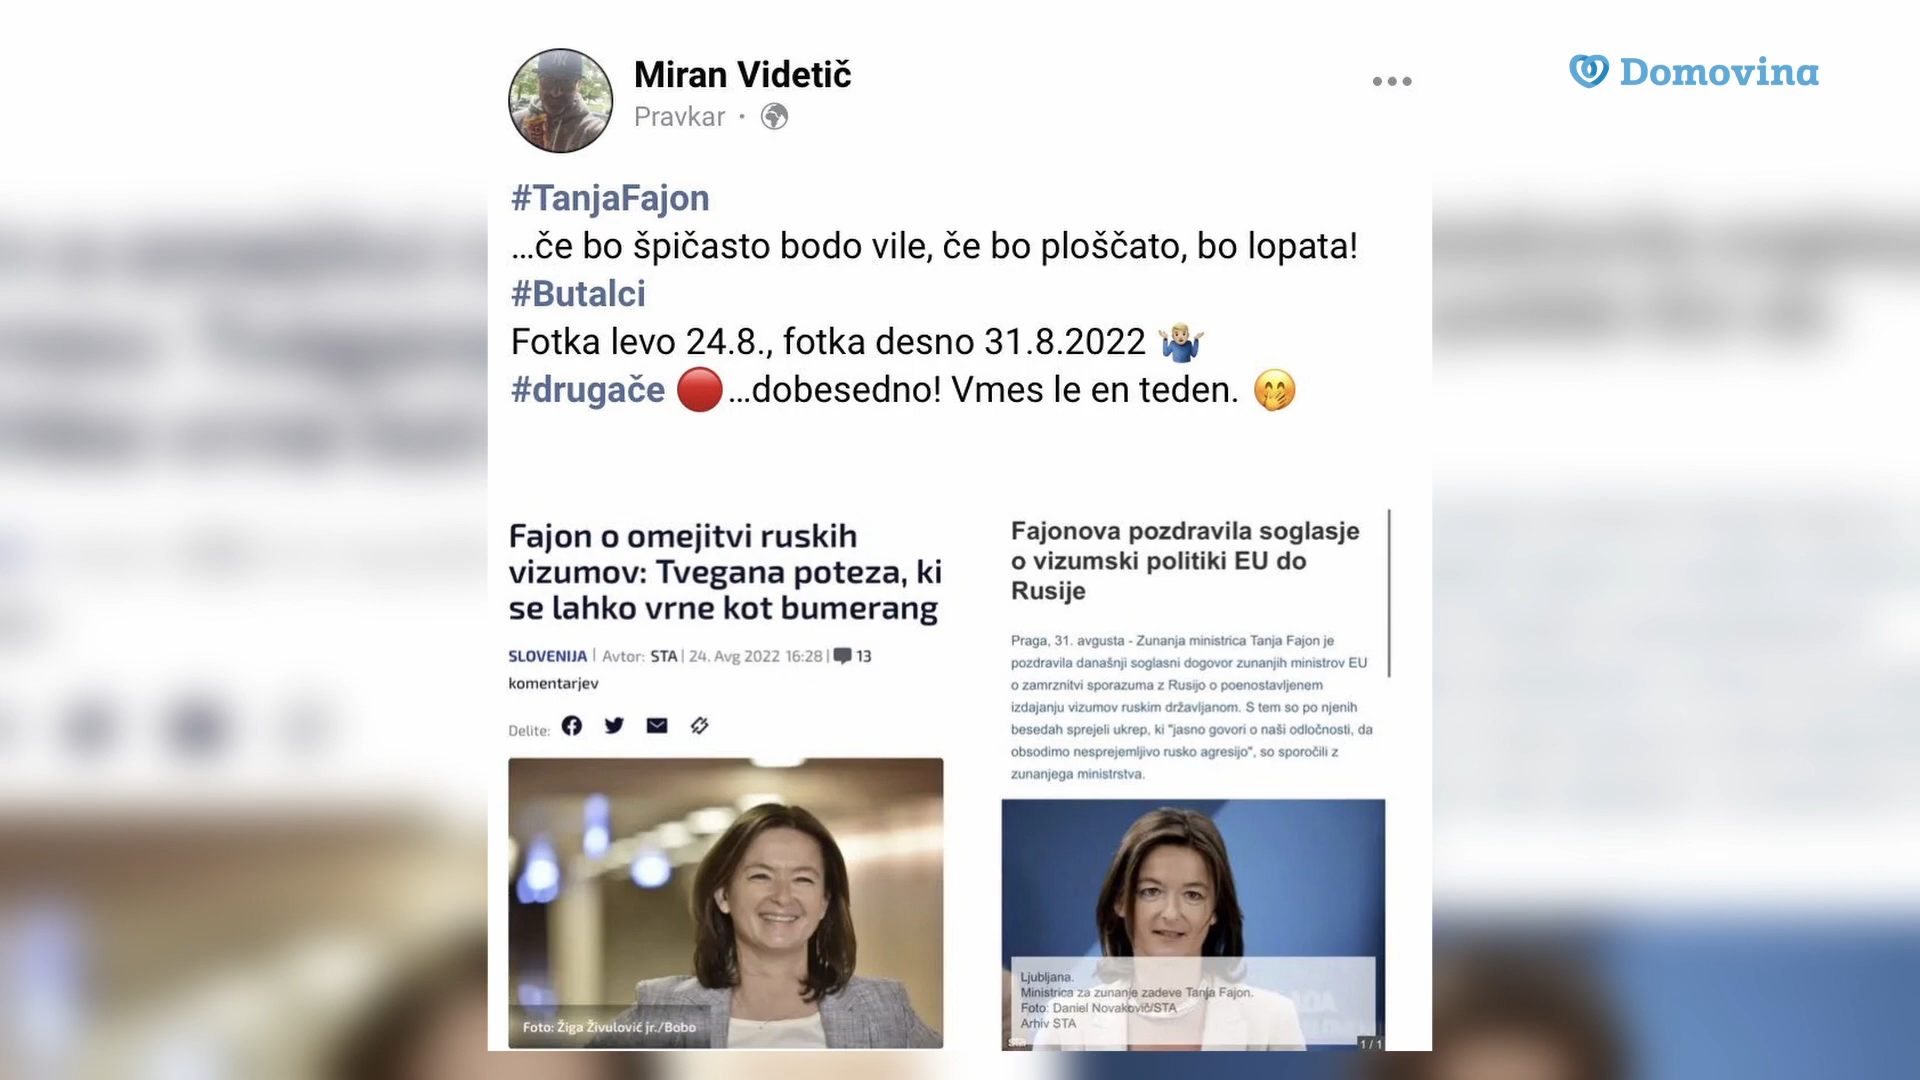 Miran Videtič
Pravkar ·
Domovina
#TanjaFajon
...če bo špičasto bodo vile, če bo ploščato, bo lopata!
#Butalci
Fotka levo 24.8., fotka desno 31.8.2022 🤷🏼‍♂️
#drugače 🔴...dobesedno! Vmes le en teden. 🤭
Fajon o omejitvi ruskih
vizumov: Tvegana poteza, ki
se lahko vrne kot bumerang
SLOVENIJA | Avtor: STA | 24. Avg 2022 16:28 | 13
komentarjev
Delite:
Foto: Žiga Živulović jr./Bobo
Fajonova pozdravila soglasje
o vizumski politiki EU do
Rusije
Praga, 31. avgusta - Zunanja ministrica Tanja Fajon je
pozdravila današnji soglasni dogovor zunanjih ministrov EU
o zamrznitvi sporazuma z Rusijo o poenostavljenem
izdajanju vizumov ruskim državljanom. S tem so po njenih
besedah sprejeli ukrep, ki "jasno govori o naši odločnosti, da
obsodimo nesprejemljivo rusko agresijo", so sporočili z
zunanjega ministrstva.
Ljubljana.
Ministrica za zunanje zadeve Tanja Fajon.
Foto: Daniel Novakovič/STA
Arhiv STA
1 / 1